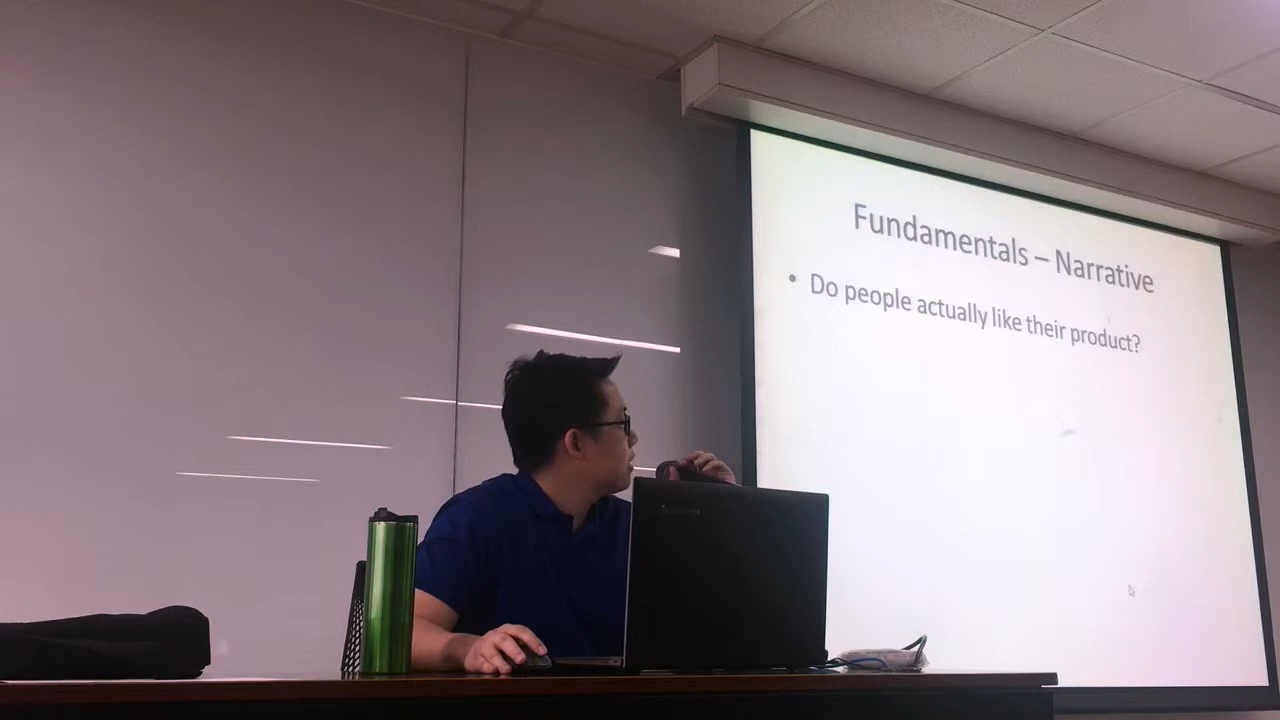 Fundamentals – Narrative
• Do people actually like their product?